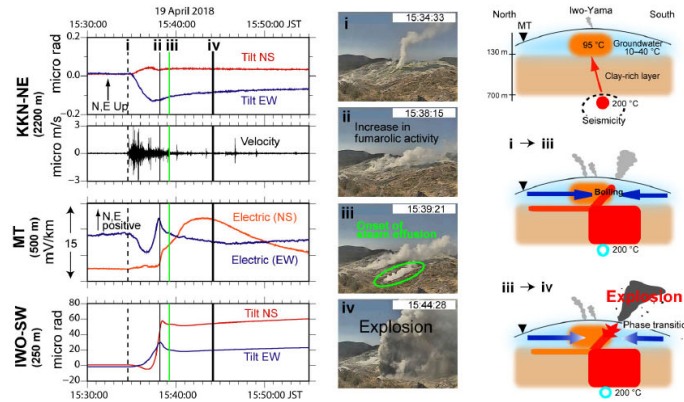 19 April 2018
15:30:00 15:40:00 15:50:00 JST
i ii iii iv
KKN-NE
(2200 m)
micro rad
0.2
0.0
−0.2
Tilt NS
N,E Up
Tilt EW
micro m/s
3
0
−3
Velocity
MT
(500 m)
mV/km
15
N,E
positive
Electric (NS)
Electric (EW)
IWO-SW
(250 m)
micro rad
80
60
40
20
0
−20
Tilt NS
Tilt EW
15:30:00 15:40:00 15:50:00
i
15:34:33
ii
15:38:15
Increase in
fumarolic activity
iii
15:39:21
Onset of
steam effusion
iv
15:44:28
Explosion
North Iwo-Yama South
MT
130 m
700 m
95 °C
Groundwater
10–40 °C
Clay-rich layer
200 °C
Seismicity
i → iii
Boiling
200 °C
iii → iv
Explosion
Phase transition
200 °C